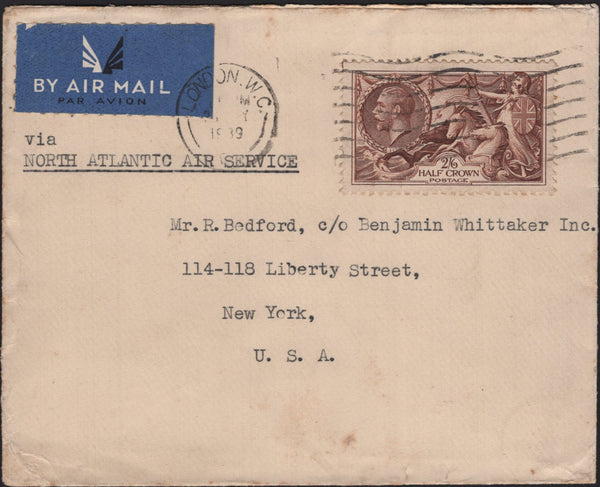 BY AIR MAIL
PAR AVION
LONDON. W.C.
1939
2/6
HALF CROWN
POSTAGE
via
NORTH ATLANTIC AIR SERVICE
Mr.R.Bedford, c/o Benjamin Whittaker Inc.
114-118 Liberty Street,
New York,
U. S. A.